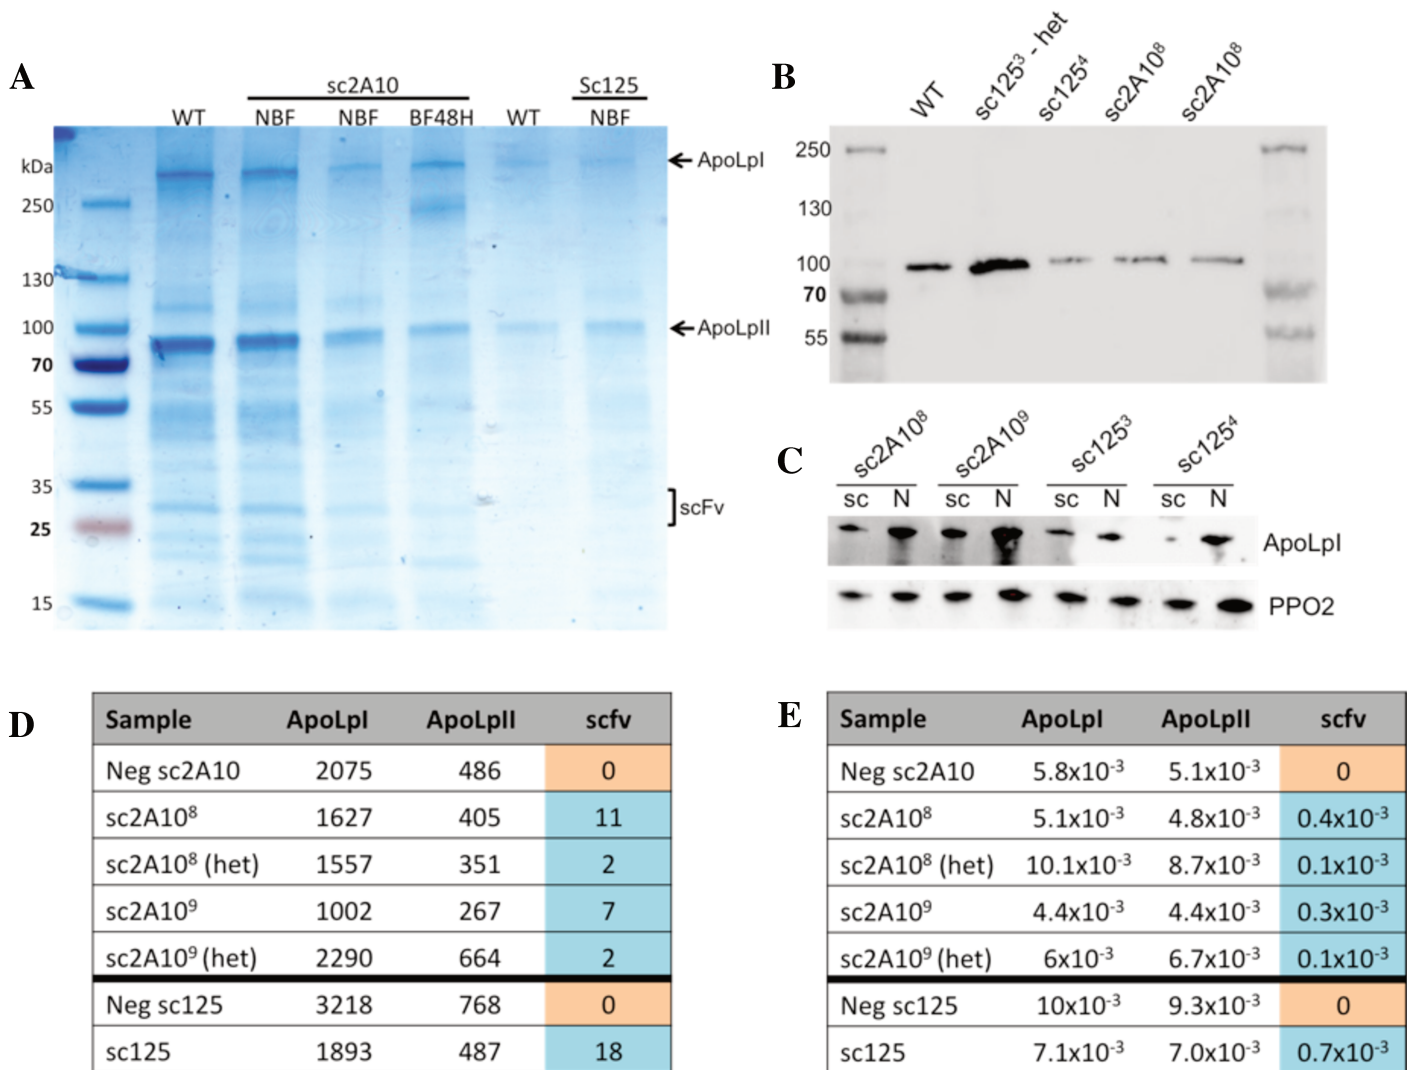 A
sc2A10
Sc125
WT NBF NBF BF48H WT NBF
kDa
250
130
100
70
55
35
25
15
ApoLpI
ApoLpII
scFv
B
WT sc125³ - het sc125⁴ sc2A10⁸ sc2A10⁸
250
130
100
70
55
C
sc2A10⁸ sc2A10⁹ sc125³ sc125⁴
sc N sc N sc N sc N
ApoLpI
PPO2
D
Sample ApoLpI ApoLpII scfv
Neg sc2A10 2075 486 0
sc2A10⁸ 1627 405 11
sc2A10⁸ (het) 1557 351 2
sc2A10⁹ 1002 267 7
sc2A10⁹ (het) 2290 664 2
Neg sc125 3218 768 0
sc125 1893 487 18
E
Sample ApoLpI ApoLpII scfv
Neg sc2A10 5.8x10⁻³ 5.1x10⁻³ 0
sc2A10⁸ 5.1x10⁻³ 4.8x10⁻³ 0.4x10⁻³
sc2A10⁸ (het) 10.1x10⁻³ 8.7x10⁻³ 0.1x10⁻³
sc2A10⁹ 4.4x10⁻³ 4.4x10⁻³ 0.3x10⁻³
sc2A10⁹ (het) 6x10⁻³ 6.7x10⁻³ 0.1x10⁻³
Neg sc125 10x10⁻³ 9.3x10⁻³ 0
sc125 7.1x10⁻³ 7.0x10⁻³ 0.7x10⁻³